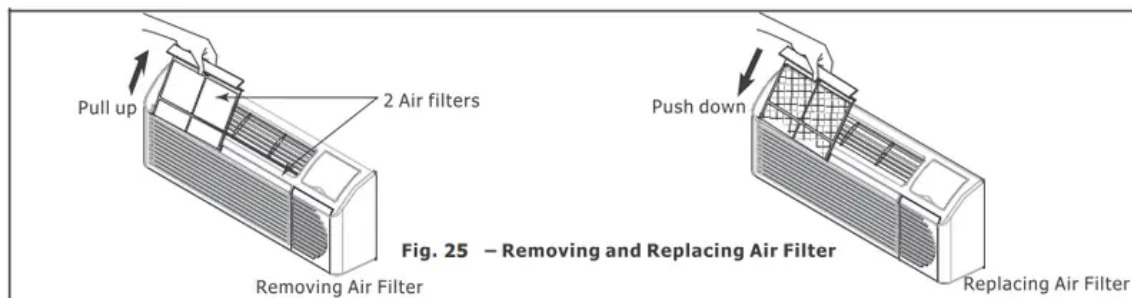 Pull up
2 Air filters
Push down
Fig. 25 – Removing and Replacing Air Filter
Removing Air Filter
Replacing Air Filter